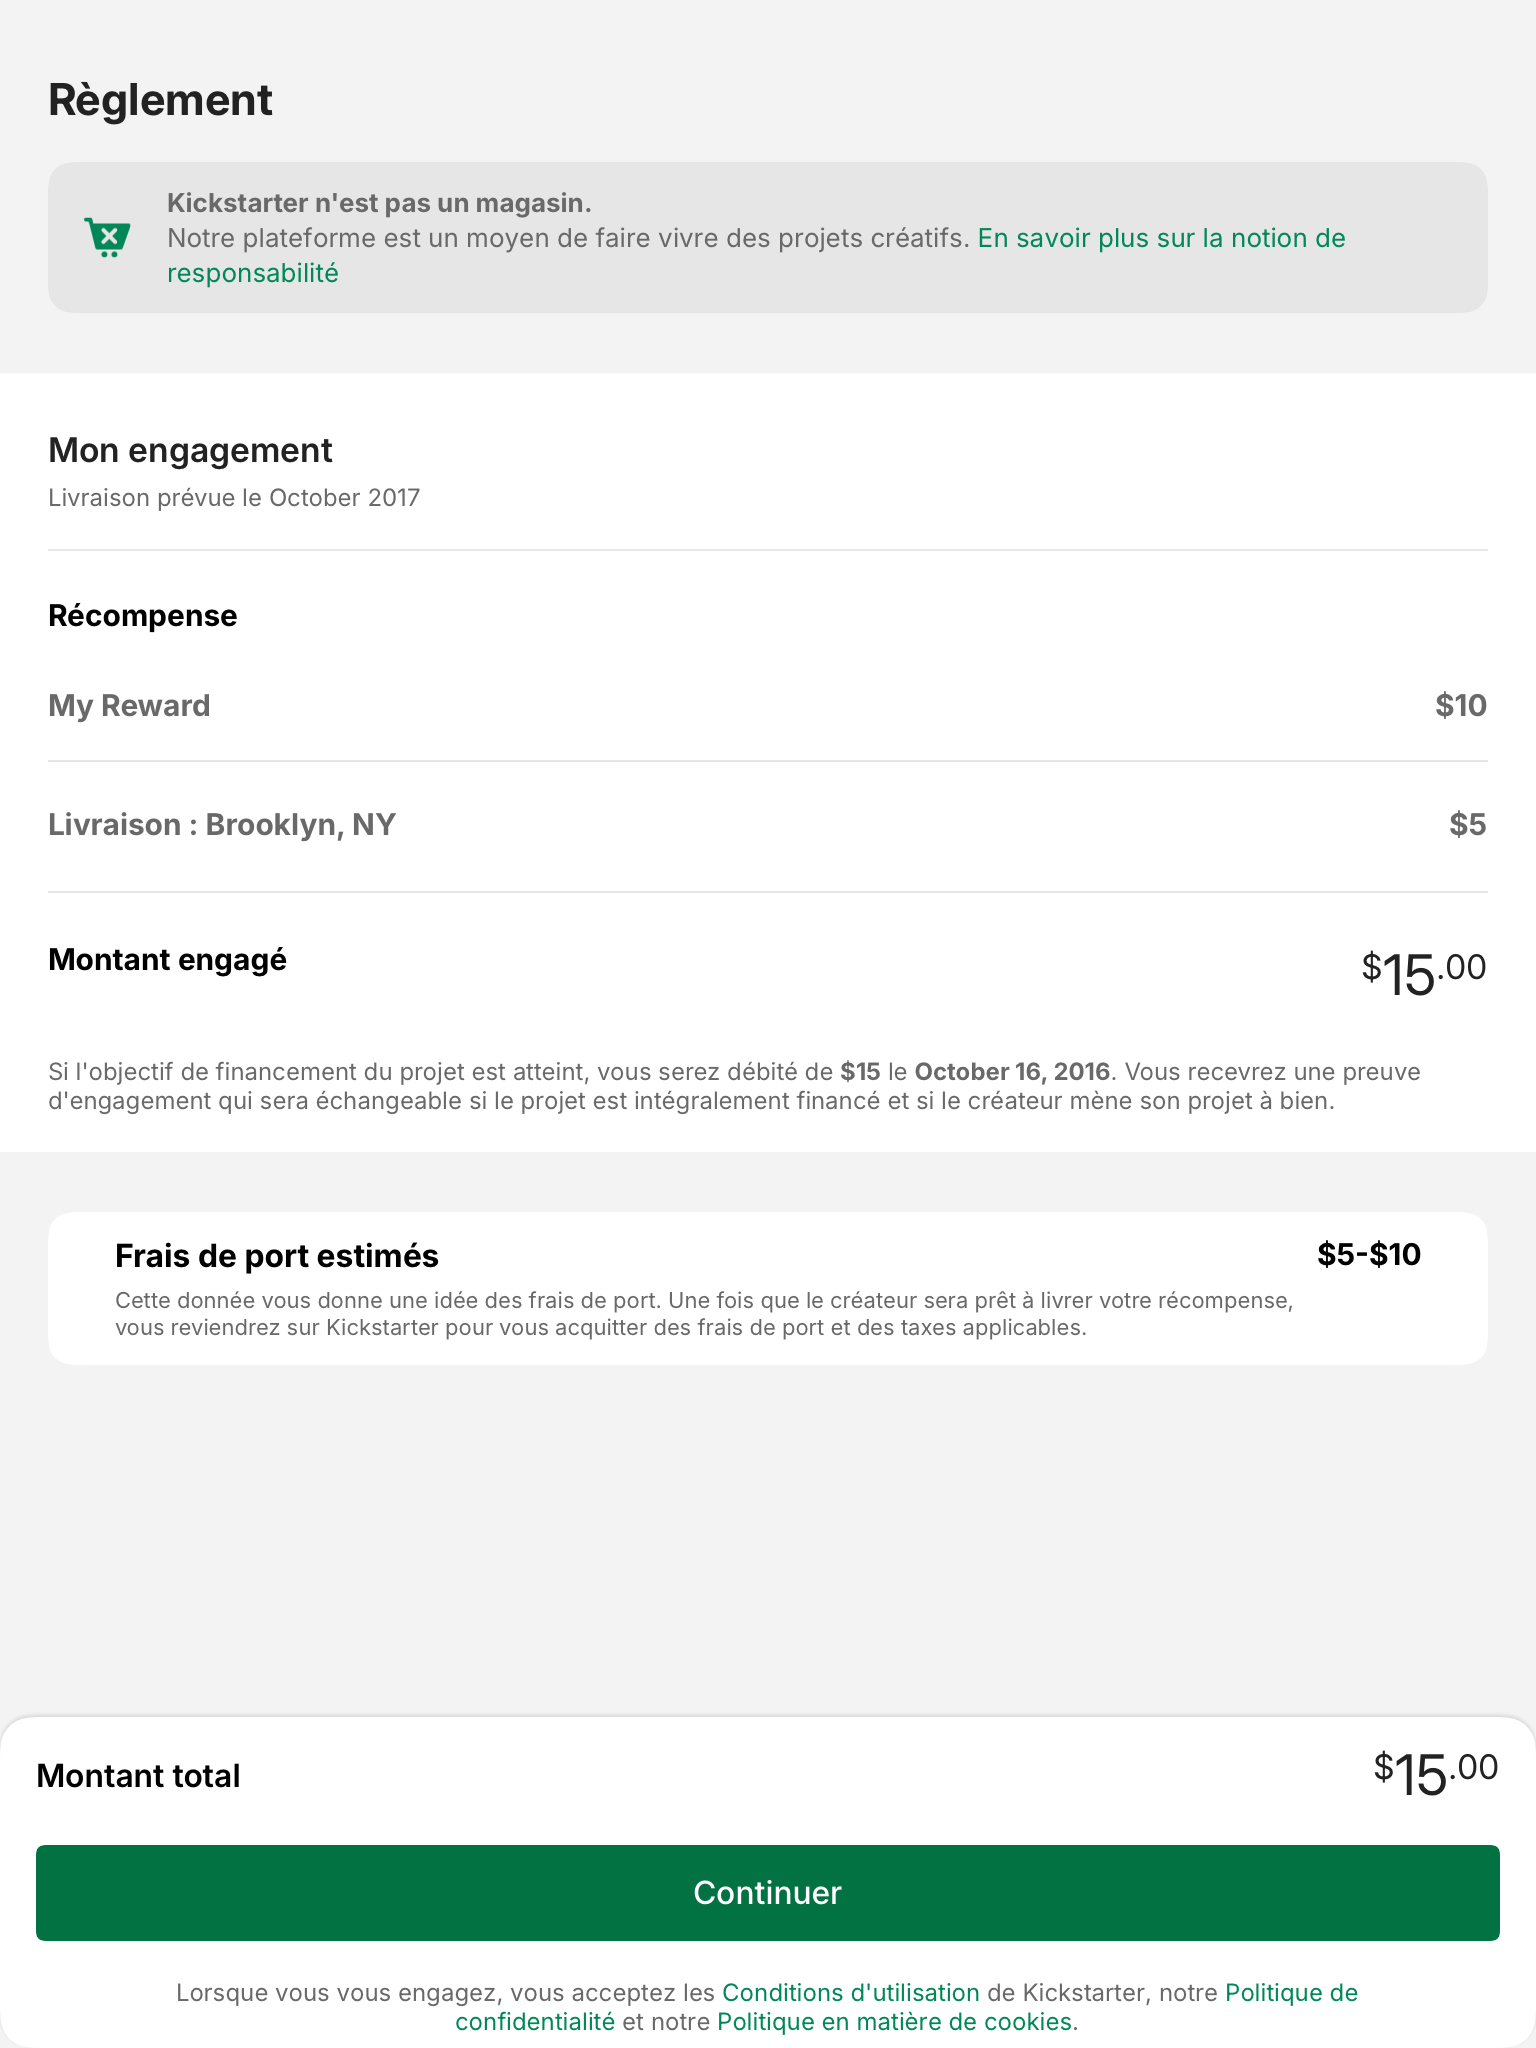 Règlement
Kickstarter n'est pas un magasin.
Notre plateforme est un moyen de faire vivre des projets créatifs. En savoir plus sur la notion de
responsabilité
Mon engagement
Livraison prévue le October 2017
Récompense
My Reward $10
Livraison : Brooklyn, NY $5
Montant engagé $15.00
Si l'objectif de financement du projet est atteint, vous serez débité de $15 le October 16, 2016. Vous recevrez une preuve
d'engagement qui sera échangeable si le projet est intégralement financé et si le créateur mène son projet à bien.
Frais de port estimés $5-$10
Cette donnée vous donne une idée des frais de port. Une fois que le créateur sera prêt à livrer votre récompense,
vous reviendrez sur Kickstarter pour vous acquitter des frais de port et des taxes applicables.
Montant total $15.00
Continuer
Lorsque vous vous engagez, vous acceptez les Conditions d'utilisation de Kickstarter, notre Politique de
confidentialité et notre Politique en matière de cookies.